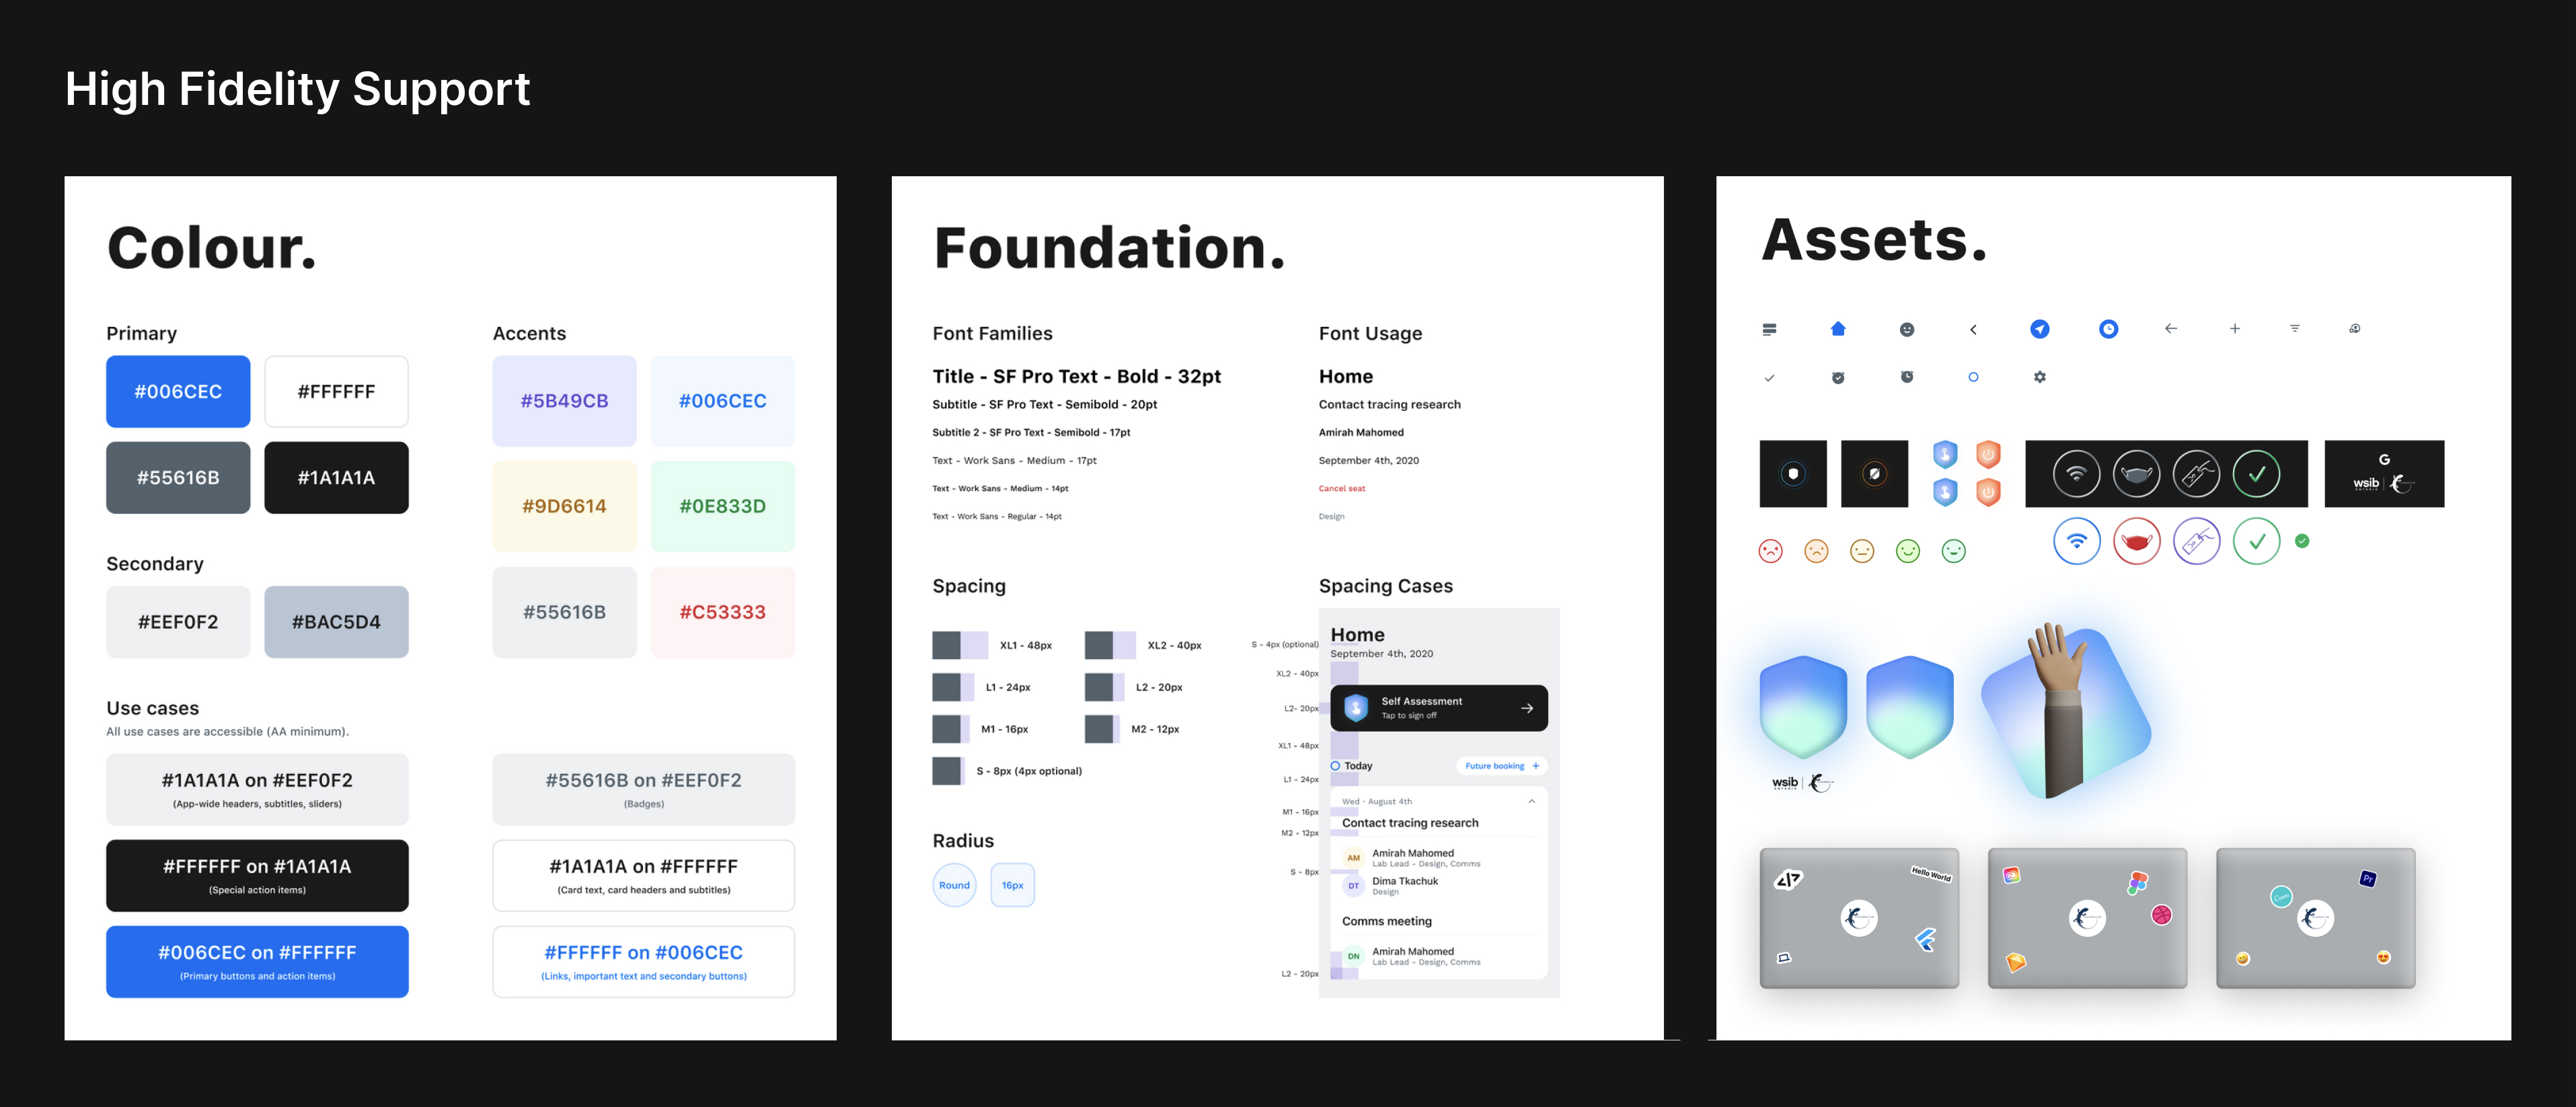 High Fidelity Support
Colour.
Primary
#006CEC
#FFFFFF
#55616B
#1A1A1A
Secondary
#EEF0F2
#BAC5D4
Accents
#5B49CB
#006CEC
#9D6614
#0E833D
#55616B
#C53333
Use cases
All use cases are accessible (AA minimum).
#1A1A1A on #EEF0F2
(App-wide headers, subtitles, sliders)
#55616B on #EEF0F2
(Badges)
#FFFFFF on #1A1A1A
(Special action items)
#1A1A1A on #FFFFFF
(Card text, card headers and subtitles)
#006CEC on #FFFFFF
(Primary buttons and action items)
#FFFFFF on #006CEC
(Links, important text and secondary buttons)
Foundation.
Font Families
Title - SF Pro Text - Bold - 32pt
Subtitle - SF Pro Text - Semibold - 20pt
Subtitle 2 - SF Pro Text - Semibold - 17pt
Text - Work Sans - Medium - 17pt
Text - Work Sans - Medium - 14pt
Text - Work Sans - Regular - 14pt
Font Usage
Home
Contact tracing research
Amirah Mahomed
September 4th, 2020
Cancel seat
Design
Spacing
XL1 - 48px
XL2 - 40px
L1 - 24px
L2 - 20px
M1 - 16px
M2 - 12px
S - 8px (4px optional)
Radius
Round
16px
Spacing Cases
S - 4px (optional)
XL2 - 40px
L2- 20px
XL1 - 48px
L1 - 24px
M1 - 16px
M2 - 12px
S - 8px
L2 - 20px
Home
September 4th, 2020
Self Assessment
Tap to sign off
Today
Future booking +
Wed - August 4th
Contact tracing research
AM
Amirah Mahomed
Lab Lead - Design, Comms
DT
Dima Tkachuk
Design
Comms meeting
DN
Amirah Mahomed
Lab Lead - Design, Comms
Assets.
G
wsib
ONTARIO
wsib
ONTARIO
</>
Hello World
Pr